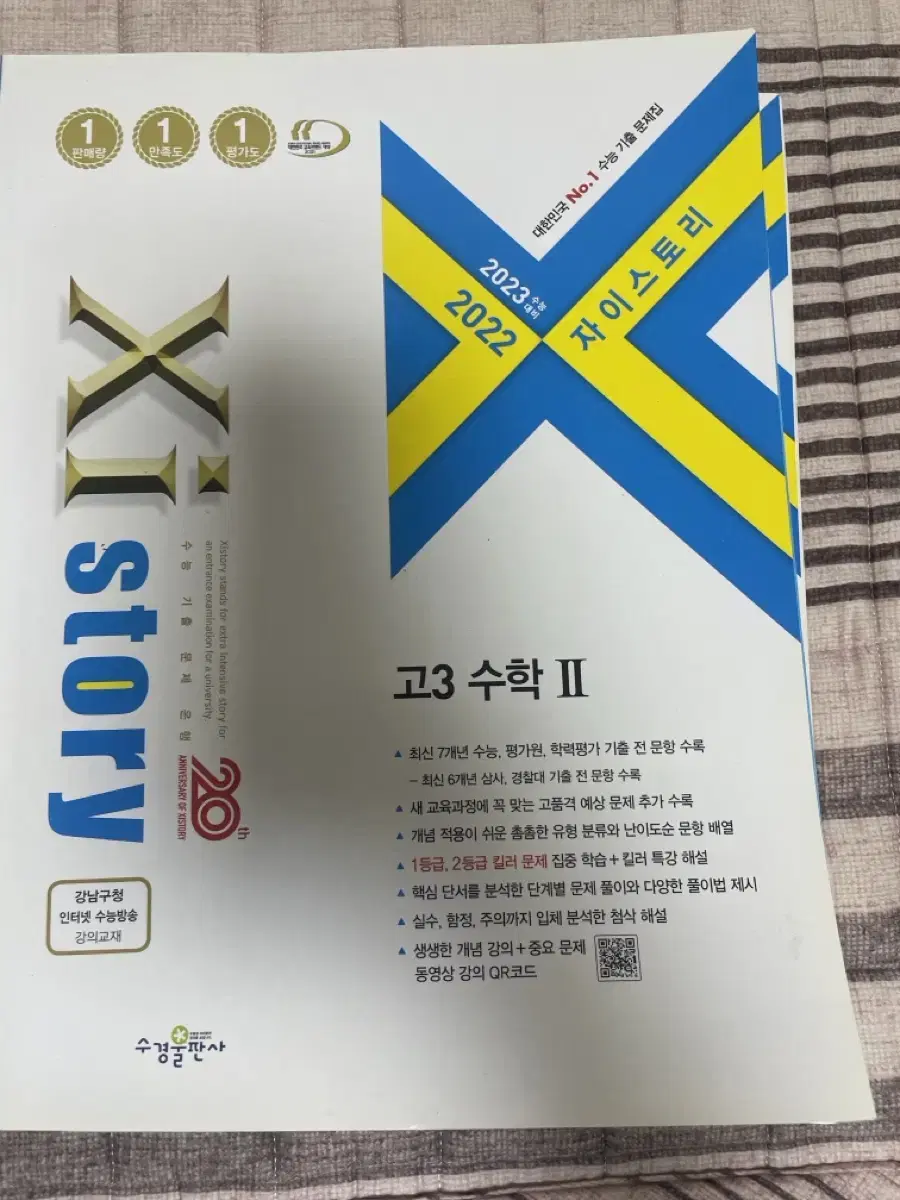 1
판매량
1
만족도
1
평가도
대한민국 No.1 수능 기출 문제집
2023 수능 대비
2022
자이스토리
Xi story
Xistory stands for extra intensive story for
an entrance examination for a university.
수능 기출 문제 은행
20th
ANNIVERSARY OF XISTORY
고3 수학 II
▲ 최신 7개년 수능, 평가원, 학력평가 기출 전 문항 수록
– 최신 6개년 삼사, 경찰대 기출 전 문항 수록
▲ 새 교육과정에 꼭 맞는 고품격 예상 문제 추가 수록
▲ 개념 적용이 쉬운 촘촘한 유형 분류와 난이도순 문항 배열
▲ 1등급, 2등급 킬러 문제 집중 학습+킬러 특강 해설
▲ 핵심 단서를 분석한 단계별 문제 풀이와 다양한 풀이법 제시
▲ 실수, 함정, 주의까지 입체 분석한 첨삭 해설
▲ 생생한 개념 강의+중요 문제
동영상 강의 QR코드
강남구청
인터넷 수능방송
강의교재
수경출판사